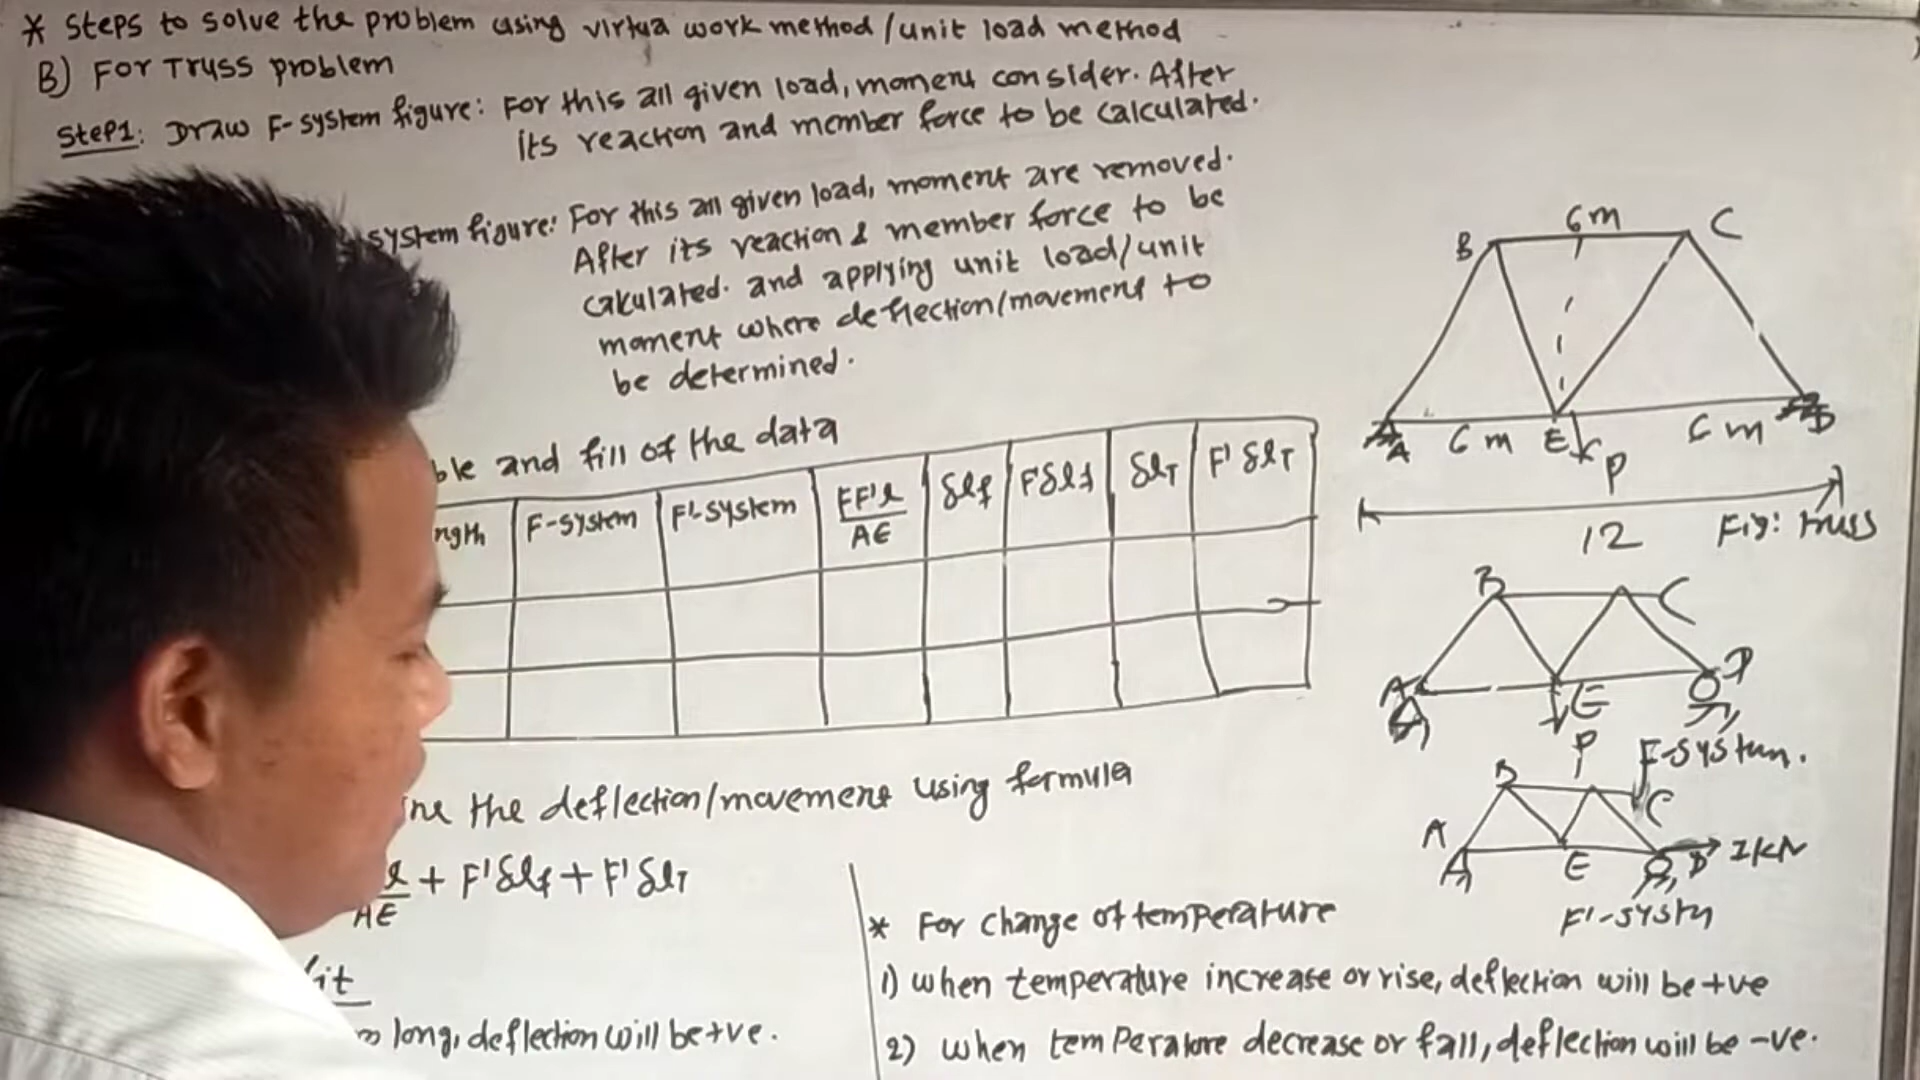 * Steps to solve the problem using virtua work method/unit load method
B) For Truss problem
Step1: Draw F-system figure: For this all given load, moment consider. After
its reaction and member force to be calculated.
system figure: For this all given load, moment are removed.
After its reaction & member force to be
calculated. and applying unit load/unit
moment where deflection/movement to
be determined.
ble and fill of the data
ngth F-system F'-system FF'l/AE δlf Fδlf δlT F'δlT
ine the deflection/movement using formula
l/AE + F'δlf + F'δlT
it
long, deflection will be +ve.
* For change of temperature
1) when temperature increase or rise, deflection will be +ve
2) when temperature decrease or fall, deflection will be -ve.
6m
B C
A 6m E 6m D
P
12
Fig: truss
B C
A E D
P F-system.
B C
A E D 1kN
F'-systm